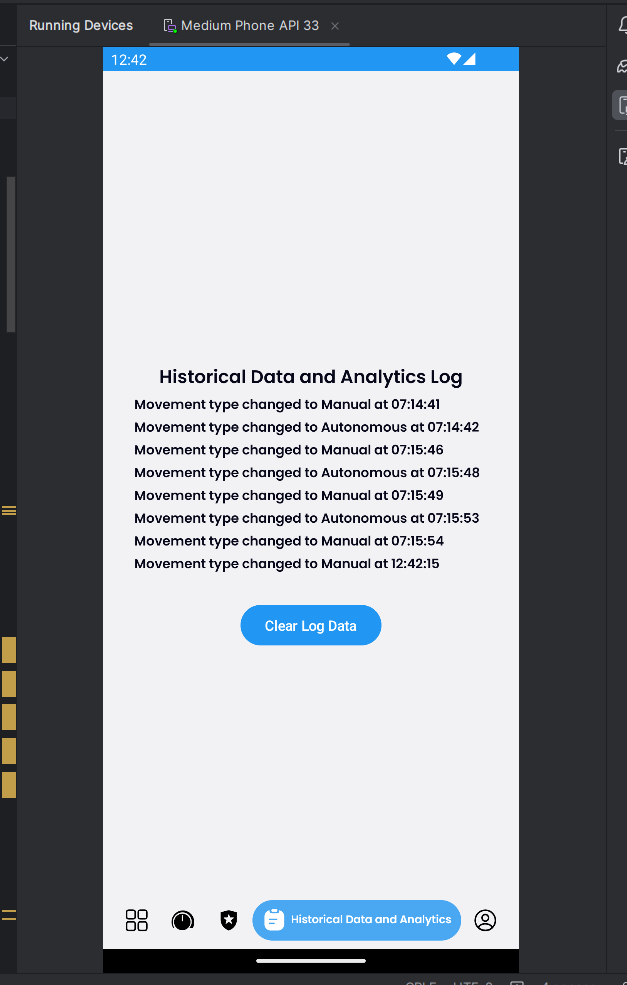 Running Devices
Medium Phone API 33
12:42
Historical Data and Analytics Log
Movement type changed to Manual at 07:14:41
Movement type changed to Autonomous at 07:14:42
Movement type changed to Manual at 07:15:46
Movement type changed to Autonomous at 07:15:48
Movement type changed to Manual at 07:15:49
Movement type changed to Autonomous at 07:15:53
Movement type changed to Manual at 07:15:54
Movement type changed to Manual at 12:42:15
Clear Log Data
Historical Data and Analytics